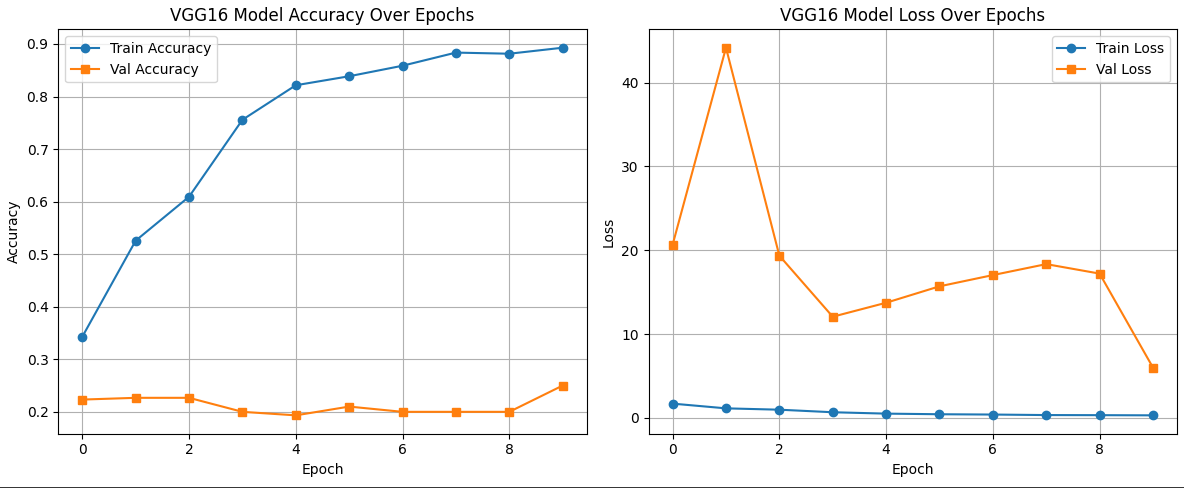 VGG16 Model Accuracy Over Epochs
Train Accuracy
Val Accuracy
0.9
0.8
0.7
0.6
0.5
0.4
0.3
0.2
Accuracy
0 2 4 6 8
Epoch
VGG16 Model Loss Over Epochs
Train Loss
Val Loss
40
30
20
10
0
Loss
0 2 4 6 8
Epoch